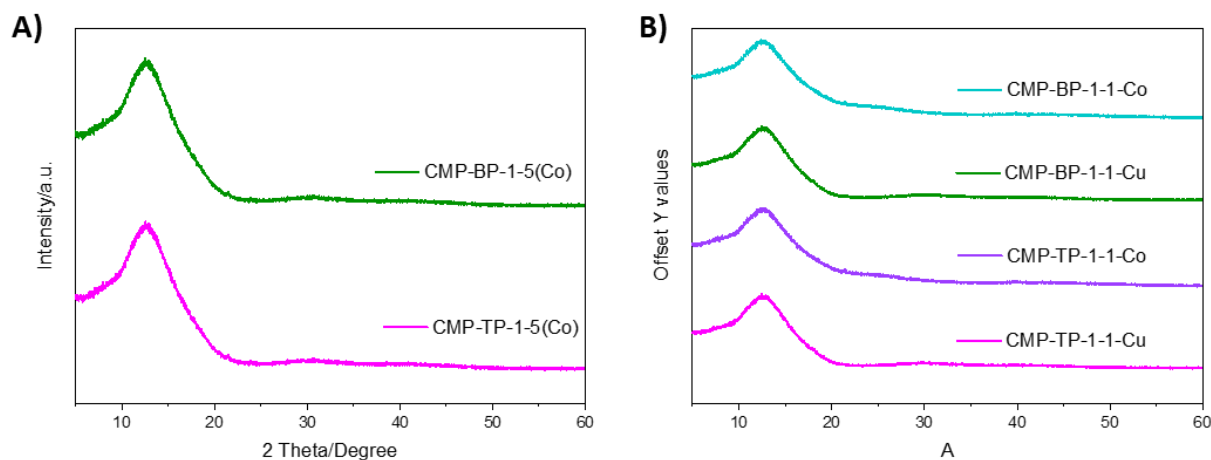 A)
Intensity/a.u.
CMP-BP-1-5(Co)
CMP-TP-1-5(Co)
10 20 30 40 50 60
2 Theta/Degree
B)
Offset Y values
CMP-BP-1-1-Co
CMP-BP-1-1-Cu
CMP-TP-1-1-Co
CMP-TP-1-1-Cu
10 20 30 40 50 60
A